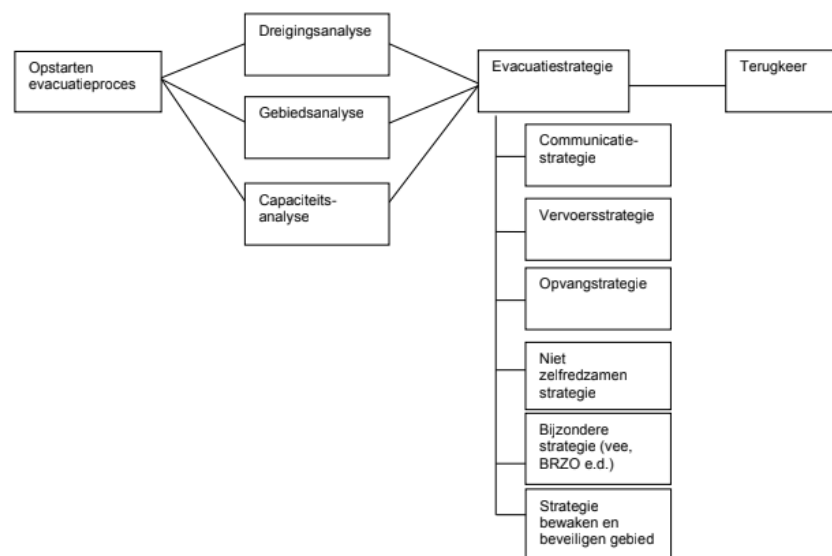 Opstarten
evacuatieproces
Dreigingsanalyse
Gebiedsanalyse
Capaciteits-
analyse
Evacuatiestrategie
Terugkeer
Communicatie-
strategie
Vervoersstrategie
Opvangstrategie
Niet
zelfredzamen
strategie
Bijzondere
strategie (vee,
BRZO e.d.)
Strategie
bewaken en
beveiligen gebied